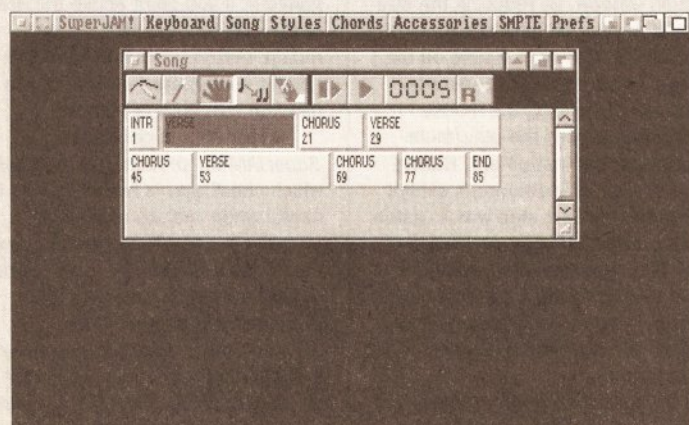 SuperJAM! Keyboard Song Styles Chords Accessories SMPTE Prefs
Song
0005 R
INTR VERSE CHORUS VERSE
1 5 21 29
CHORUS VERSE CHORUS CHORUS END
45 53 69 77 85